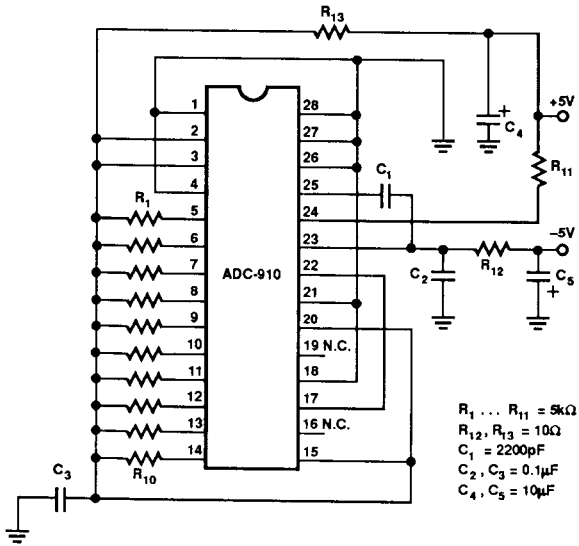 R13
+5V
C4
+
R11
1
28
2
27
3
26
4
25
C1
R1
5
24
6
23
−5V
7
ADC-910
22
C2
R12
C5
+
8
21
9
20
10
19 N.C.
11
18
12
17
13
16 N.C.
14
15
R10
C3
R1 ... R11 = 5kΩ
R12, R13 = 10Ω
C1 = 2200pF
C2, C3 = 0.1μF
C4, C5 = 10μF